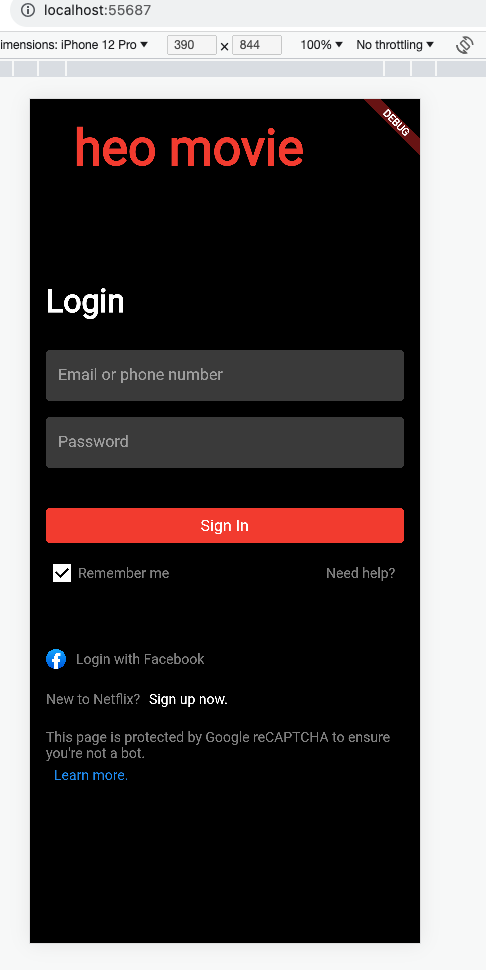 localhost:55687
imensions: iPhone 12 Pro ▼ 390 × 844 100% ▼ No throttling ▼
DEBUG
heo movie
Login
Email or phone number
Password
Sign In
Remember me Need help?
Login with Facebook
New to Netflix? Sign up now.
This page is protected by Google reCAPTCHA to ensure
you're not a bot.
Learn more.